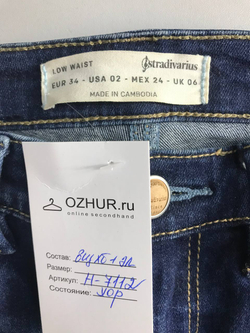 LOW WAIST
stradivarius
EUR 34 - USA 02 - MEX 24 - UK 06
MADE IN CAMBODIA
OZHUR.ru
online secondhand
Состав:
Размер:
Артикул: Н-7112
Состояние: хор